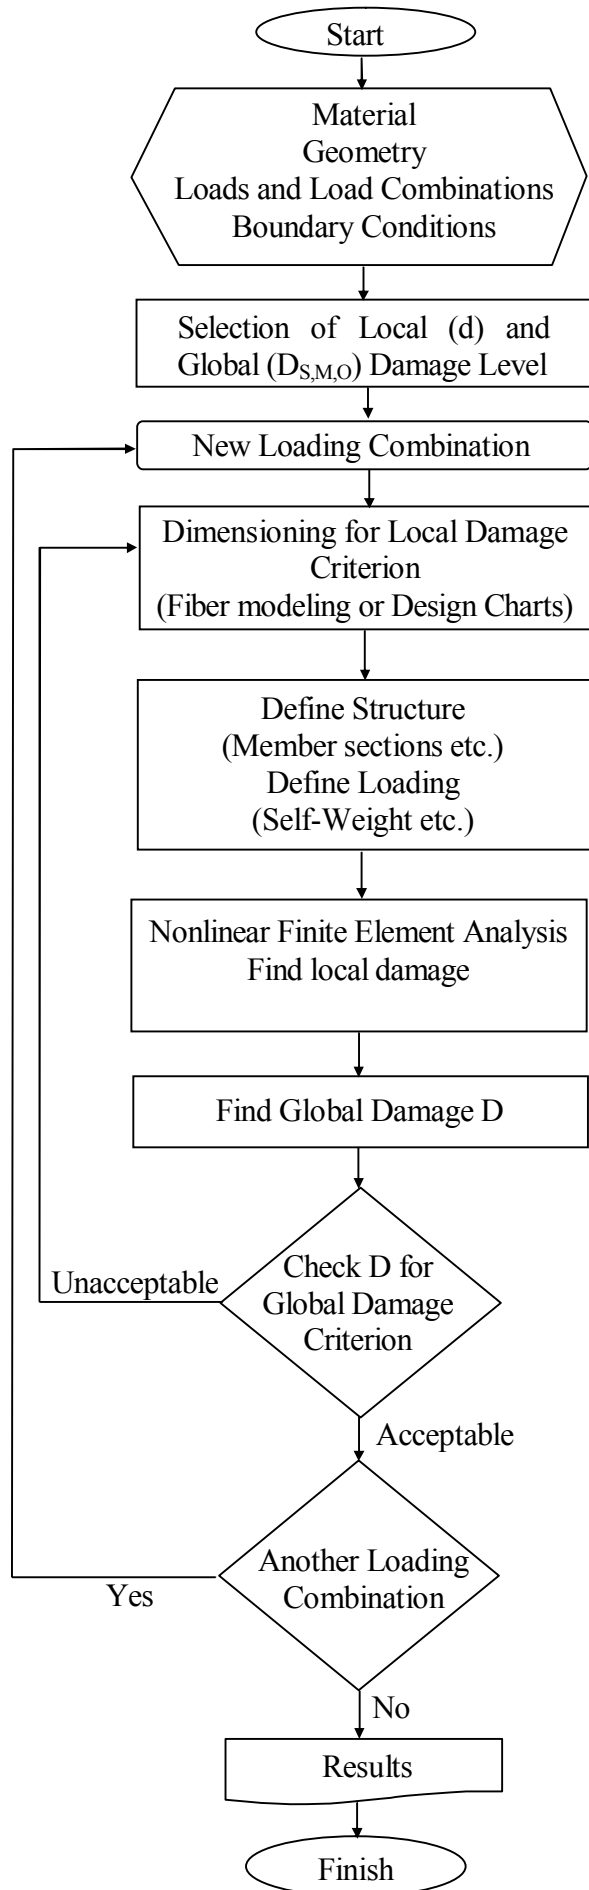 Start
Material
Geometry
Loads and Load Combinations
Boundary Conditions
Selection of Local (d) and
Global (D_S,M,O) Damage Level
New Loading Combination
Dimensioning for Local Damage
Criterion
(Fiber modeling or Design Charts)
Define Structure
(Member sections etc.)
Define Loading
(Self-Weight etc.)
Nonlinear Finite Element Analysis
Find local damage
Find Global Damage D
Unacceptable
Check D for
Global Damage
Criterion
Acceptable
Another Loading
Combination
Yes
No
Results
Finish